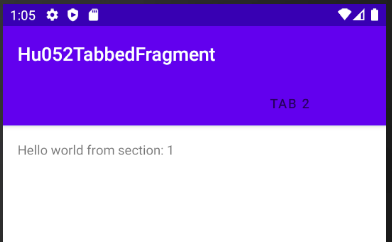 1:05
Hu052TabbedFragment
TAB 2
Hello world from section: 1